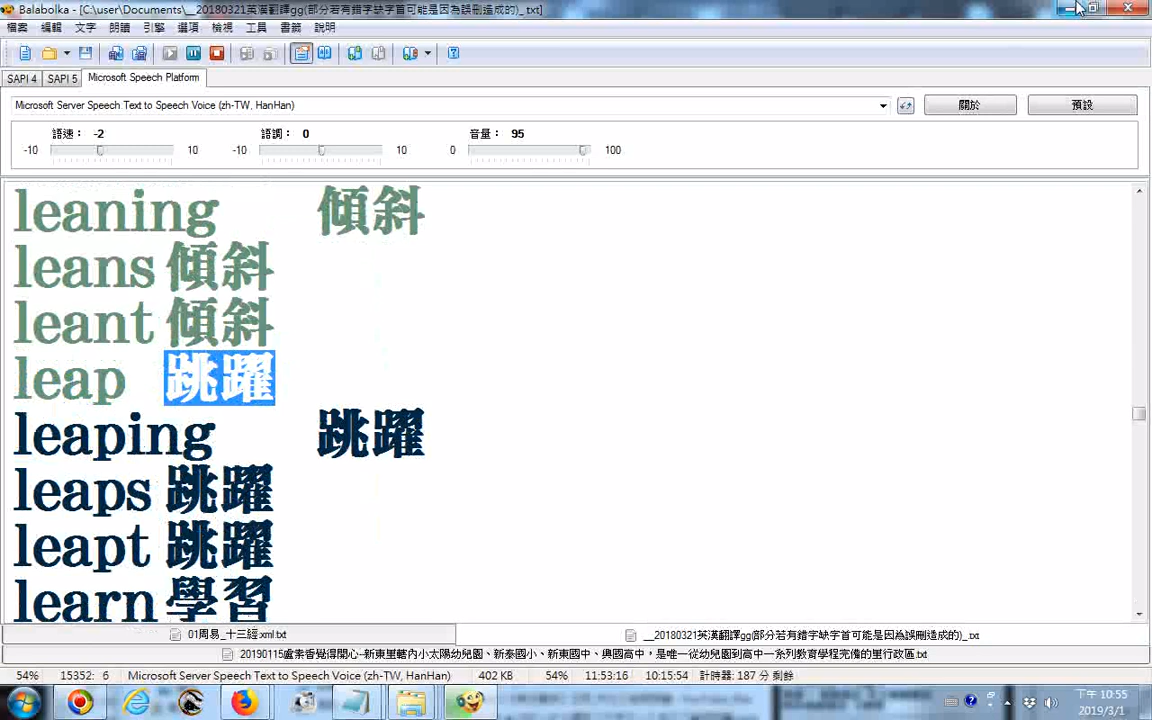 Balabolka - [C:\user\Documents\__20180321英漢翻譯gg(部分若有錯字缺字首可能是因為誤刪造成的)_.txt]
檔案 編輯 文字 朗讀 引擎 選項 檢視 工具 書籤 說明
SAPI 4 SAPI 5 Microsoft Speech Platform
Microsoft Server Speech Text to Speech Voice (zh-TW, HanHan) 關於 預設
語速： -2 語調： 0 音量： 95
-10 10 -10 10 0 100
leaning 傾斜
leans 傾斜
leant 傾斜
leap 跳躍
leaping 跳躍
leaps 跳躍
leapt 跳躍
learn 學習
01周易_十三經.xml.txt __20180321英漢翻譯gg(部分若有錯字缺字首可能是因為誤刪造成的)_.txt
20190115盧素香覺得開心--新東里轄內小太陽幼兒園、新泰國小、新東國中、興國高中，是唯一從幼兒園到高中一系列教育學程完備的里行政區.txt
54% 15352: 6 Microsoft Server Speech Text to Speech Voice (zh-TW, HanHan) 402 KB 54% 11:53:16 10:15:54 計時器: 187 分 剩餘
下午 10:55
2019/3/1